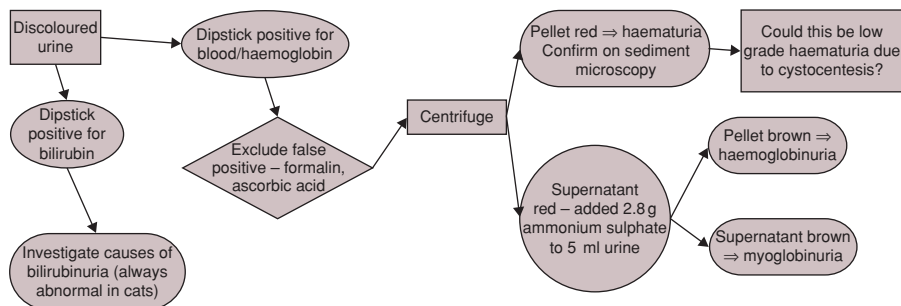 Discoloured
urine
Dipstick positive for
blood/haemoglobin
Pellet red ⇒ haematuria
Confirm on sediment
microscopy
Could this be low
grade haematuria due
to cystocentesis?
Dipstick
positive for
bilirubin
Exclude false
positive – formalin,
ascorbic acid
Centrifuge
Pellet brown ⇒
haemoglobinuria
Supernatant
red – added 2.8 g
ammonium sulphate
to 5 ml urine
Supernatant brown
⇒ myoglobinuria
Investigate causes of
bilirubinuria (always
abnormal in cats)